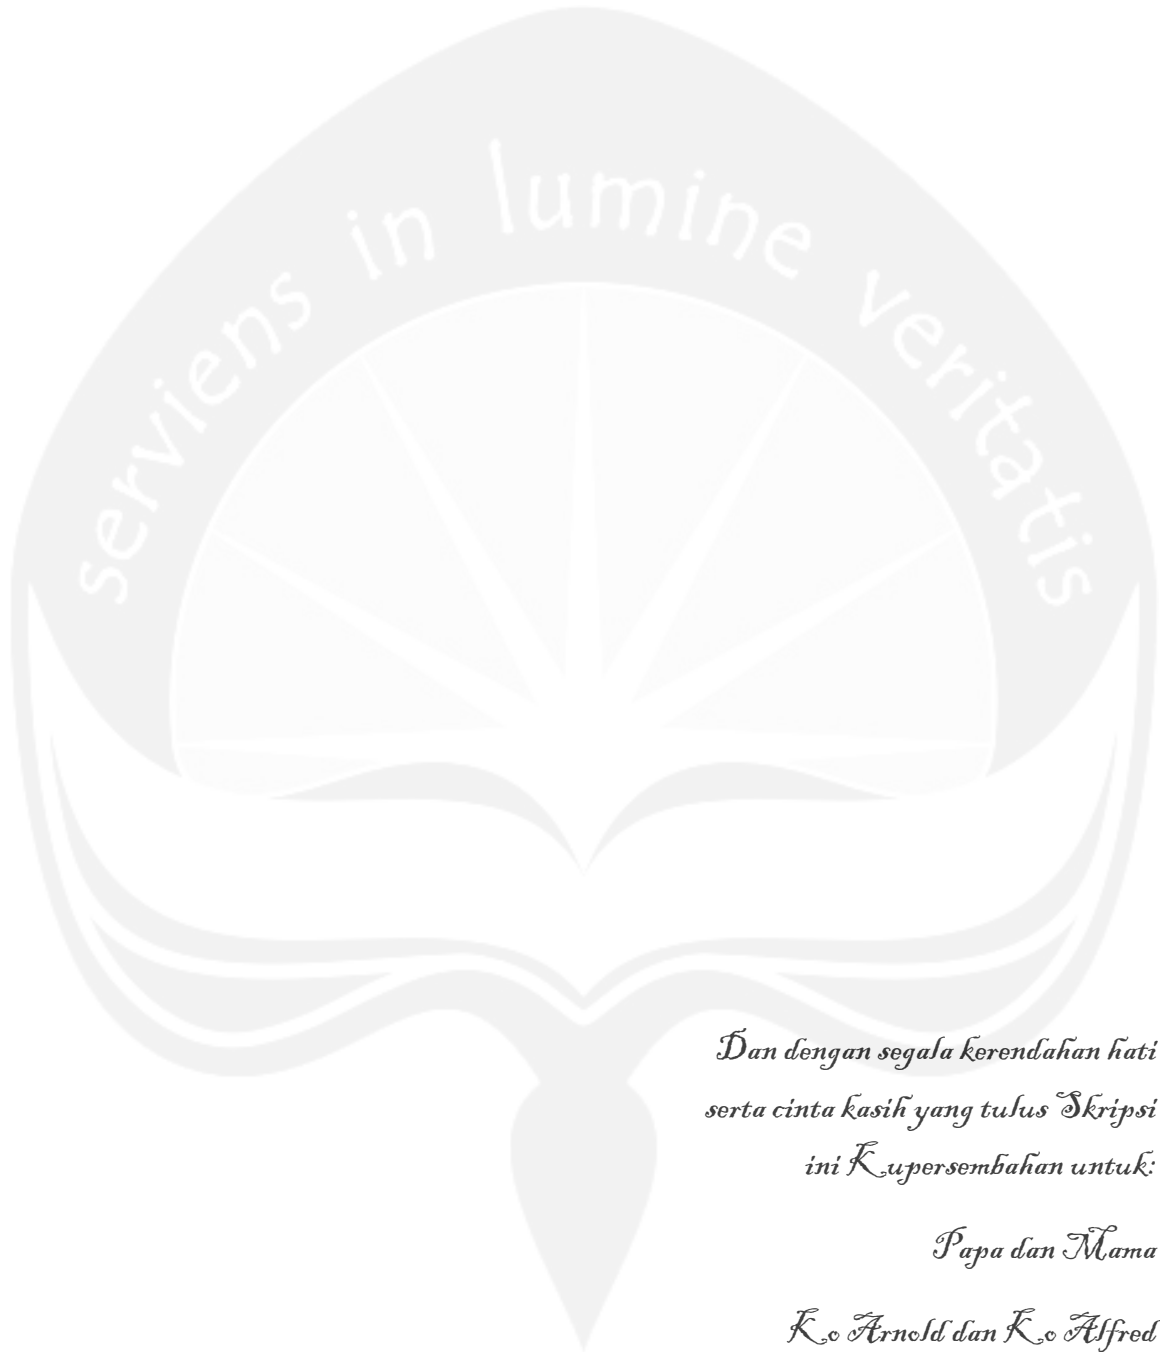 serviens in lumine veritatis
Dan dengan segala kerendahan hati
serta cinta kasih yang tulus Skripsi
ini Kupersembahan untuk:
Papa dan Mama
Ko Arnold dan Ko Alfred